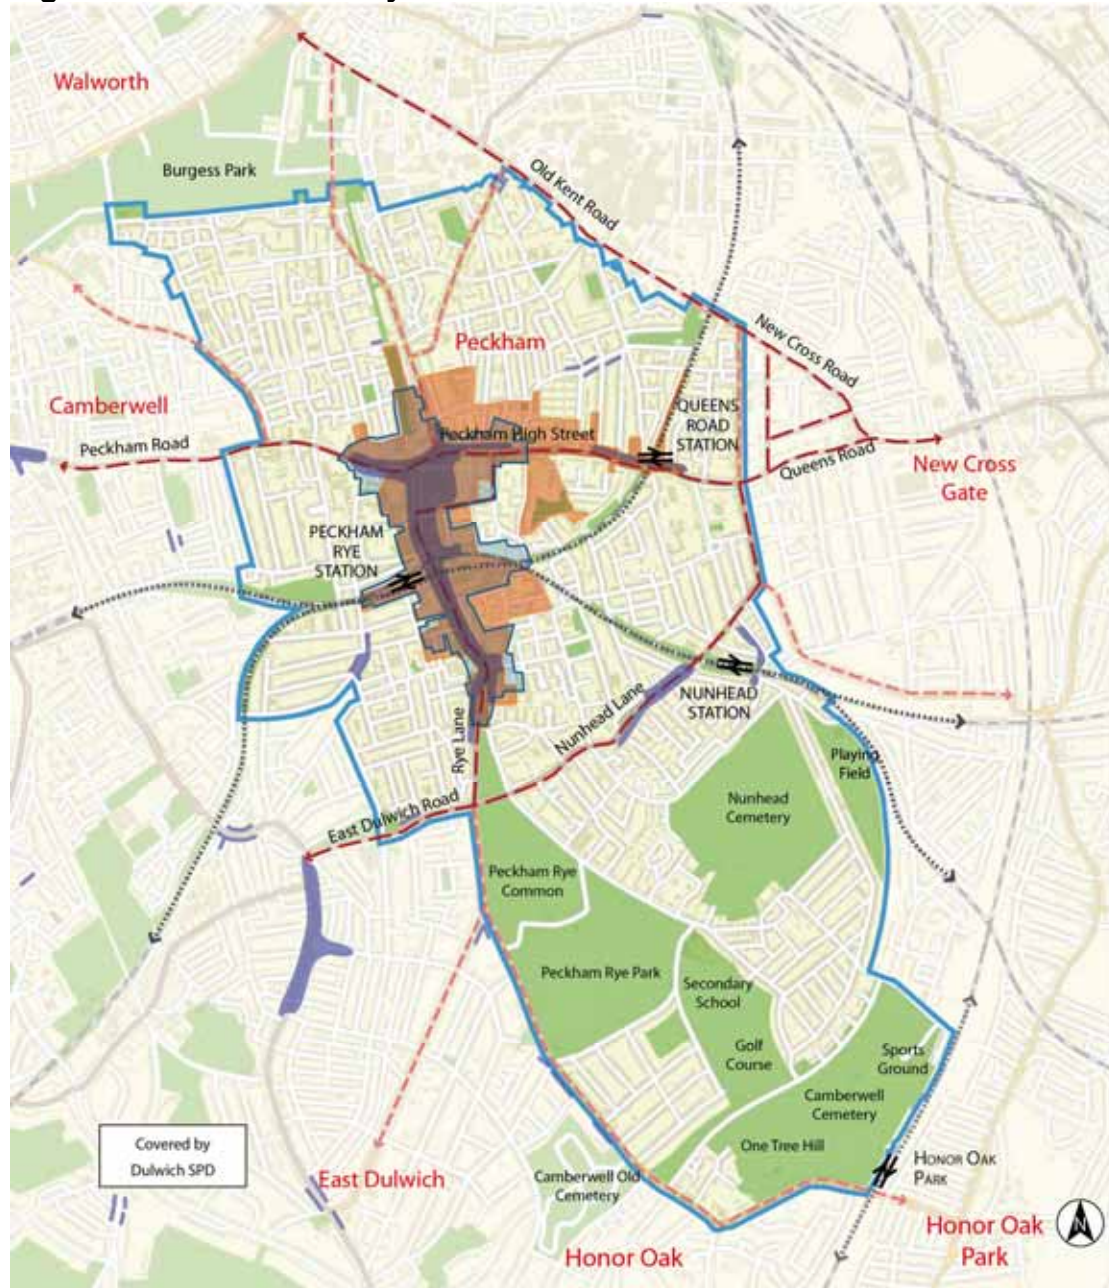 Walworth
Burgess Park
Old Kent Road
Peckham
New Cross Road
Camberwell
Peckham Road
Peckham High Street
QUEENS
ROAD
STATION
Queens Road
New Cross
Gate
PECKHAM
RYE
STATION
NUNHEAD
STATION
Nunhead Lane
Rye Lane
East Dulwich Road
Playing
Field
Nunhead
Cemetery
Peckham Rye
Common
Peckham Rye Park
Secondary
School
Golf
Course
Sports
Ground
Camberwell
Cemetery
One Tree Hill
Covered by
Dulwich SPD
East Dulwich
Camberwell Old
Cemetery
HONOR OAK
PARK
Honor Oak
Honor Oak
Park
N